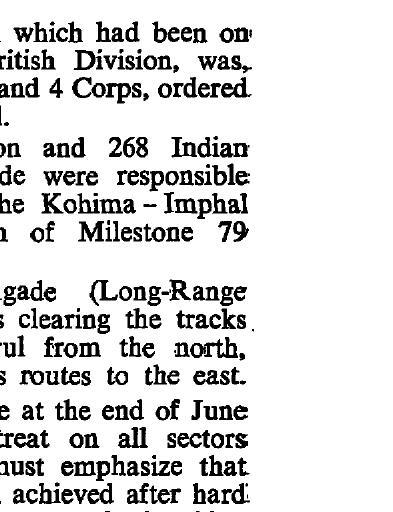 which had been on
ritish Division, was,
and 4 Corps, ordered
l.
on and 268 Indian
de were responsible
he Kohima – Imphal
n of Milestone 79
gade (Long-Range
s clearing the tracks
ul from the north,
s routes to the east.
e at the end of June
treat on all sectors
nust emphasize that
achieved after hard